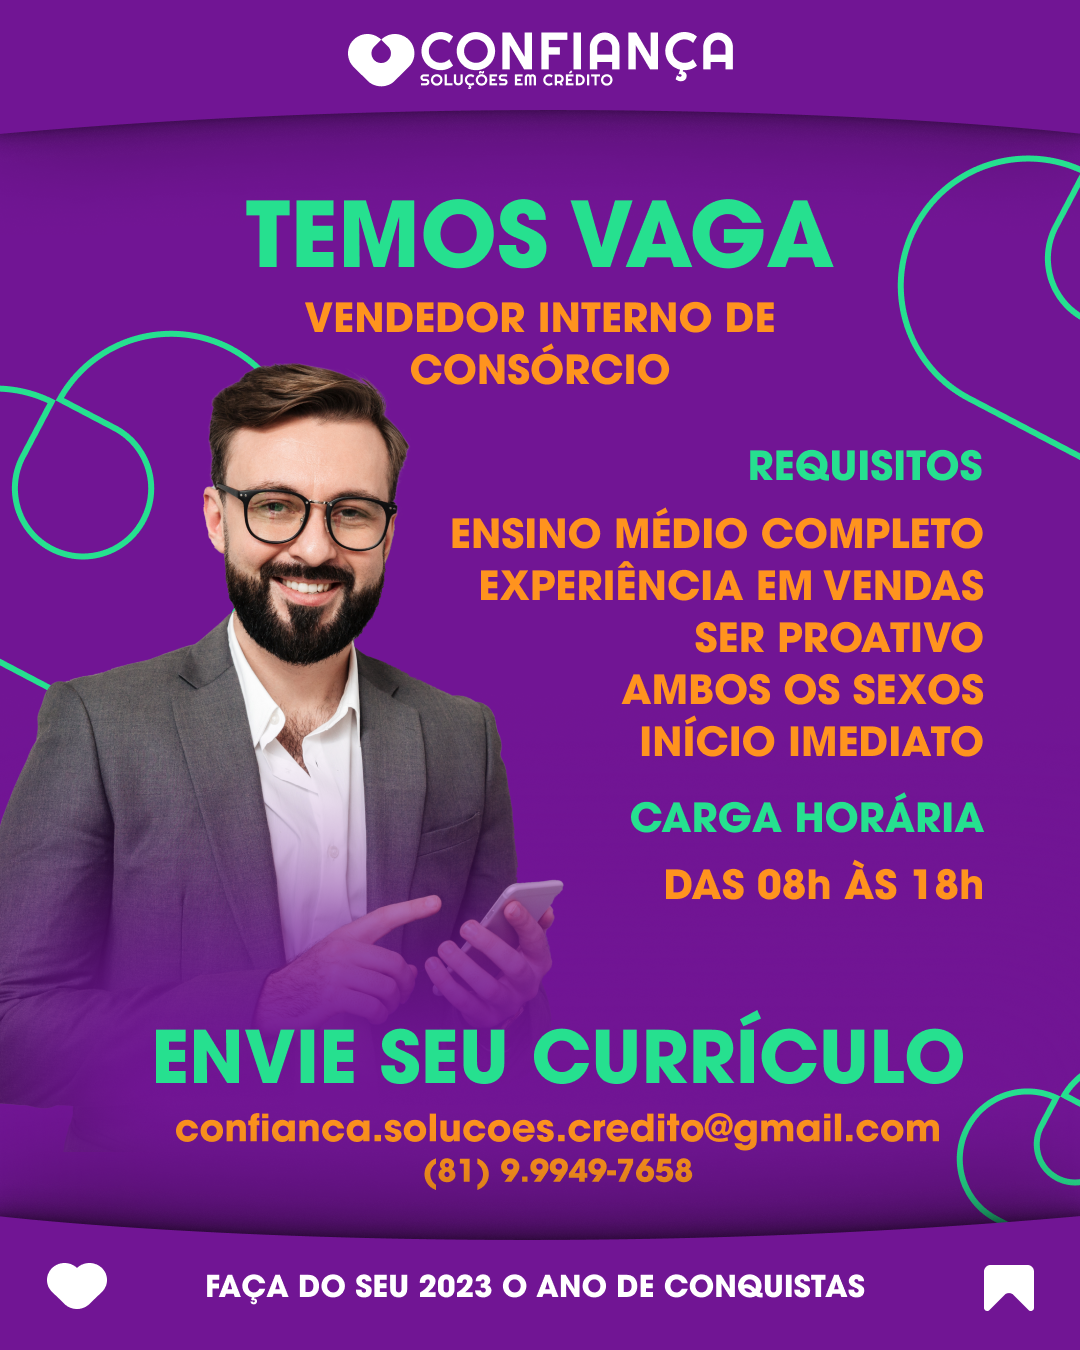 CONFIANÇA
SOLUÇÕES EM CRÉDITO
TEMOS VAGA
VENDEDOR INTERNO DE
CONSÓRCIO
REQUISITOS
ENSINO MÉDIO COMPLETO
EXPERIÊNCIA EM VENDAS
SER PROATIVO
AMBOS OS SEXOS
INÍCIO IMEDIATO
CARGA HORÁRIA
DAS 08h ÀS 18h
ENVIE SEU CURRÍCULO
confianca.solucoes.credito@gmail.com
(81) 9.9949-7658
FAÇA DO SEU 2023 O ANO DE CONQUISTAS